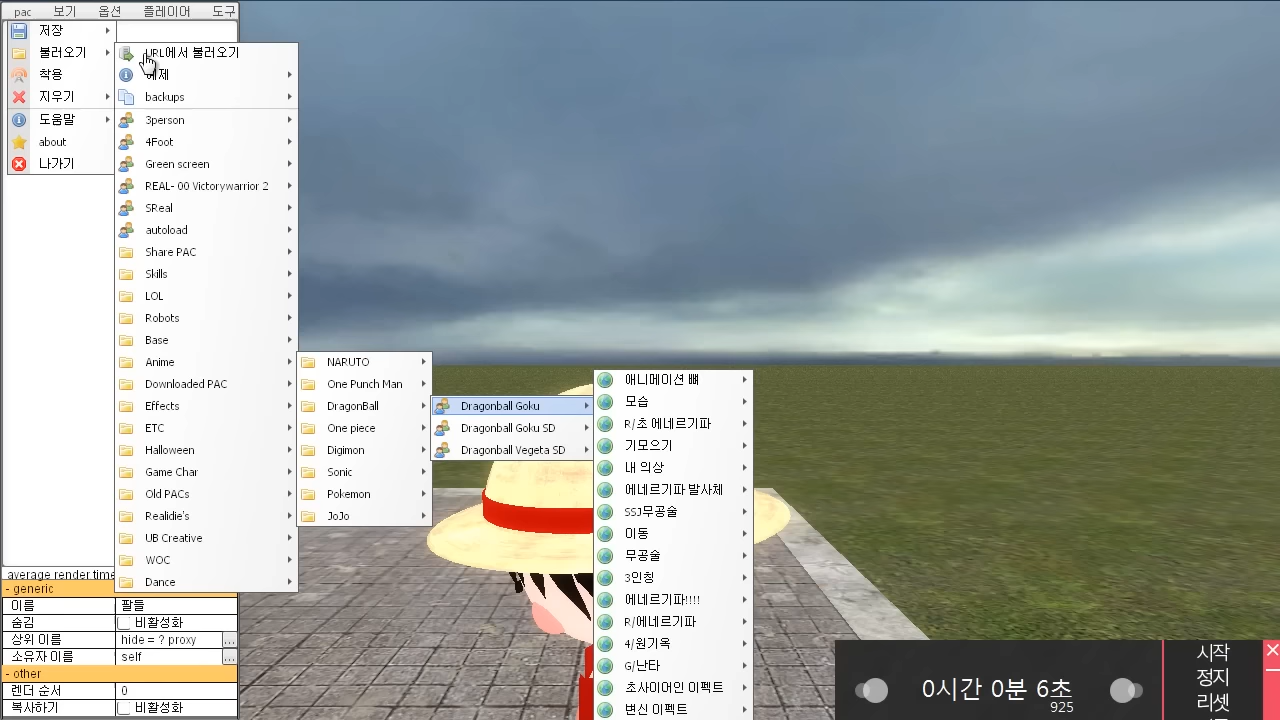 pac 보기 옵션 플레이어 도구
저장
불러오기
착용
지우기
도움말
about
나가기
URL에서 불러오기
예제
backups
3person
4Foot
Green screen
REAL- 00 Victorywarrior 2
SReal
autoload
Share PAC
Skills
LOL
Robots
Base
Anime
Downloaded PAC
Effects
ETC
Halloween
Game Char
Old PACs
Realidie's
UB Creative
WOC
Dance
NARUTO
One Punch Man
DragonBall
One piece
Digimon
Sonic
Pokemon
JoJo
Dragonball Goku
Dragonball Goku SD
Dragonball Vegeta SD
애니메이션 뼈
모습
R/초 에네르기파
기모으기
내 의상
에네르기파 발사체
SSJ무공술
이동
무공술
3인칭
에네르기파!!!!
R/에네르기파
4/원기옥
G/난타
초사이어인 이펙트
변신 이펙트
average render time
- generic
이름 팔들
숨김 비활성화
상위 이름 hide = ? proxy ...
소유자 이름 self ...
- other
렌더 순서 0
복사하기 비활성화
0시간 0분 6초
925
시작
정지
리셋